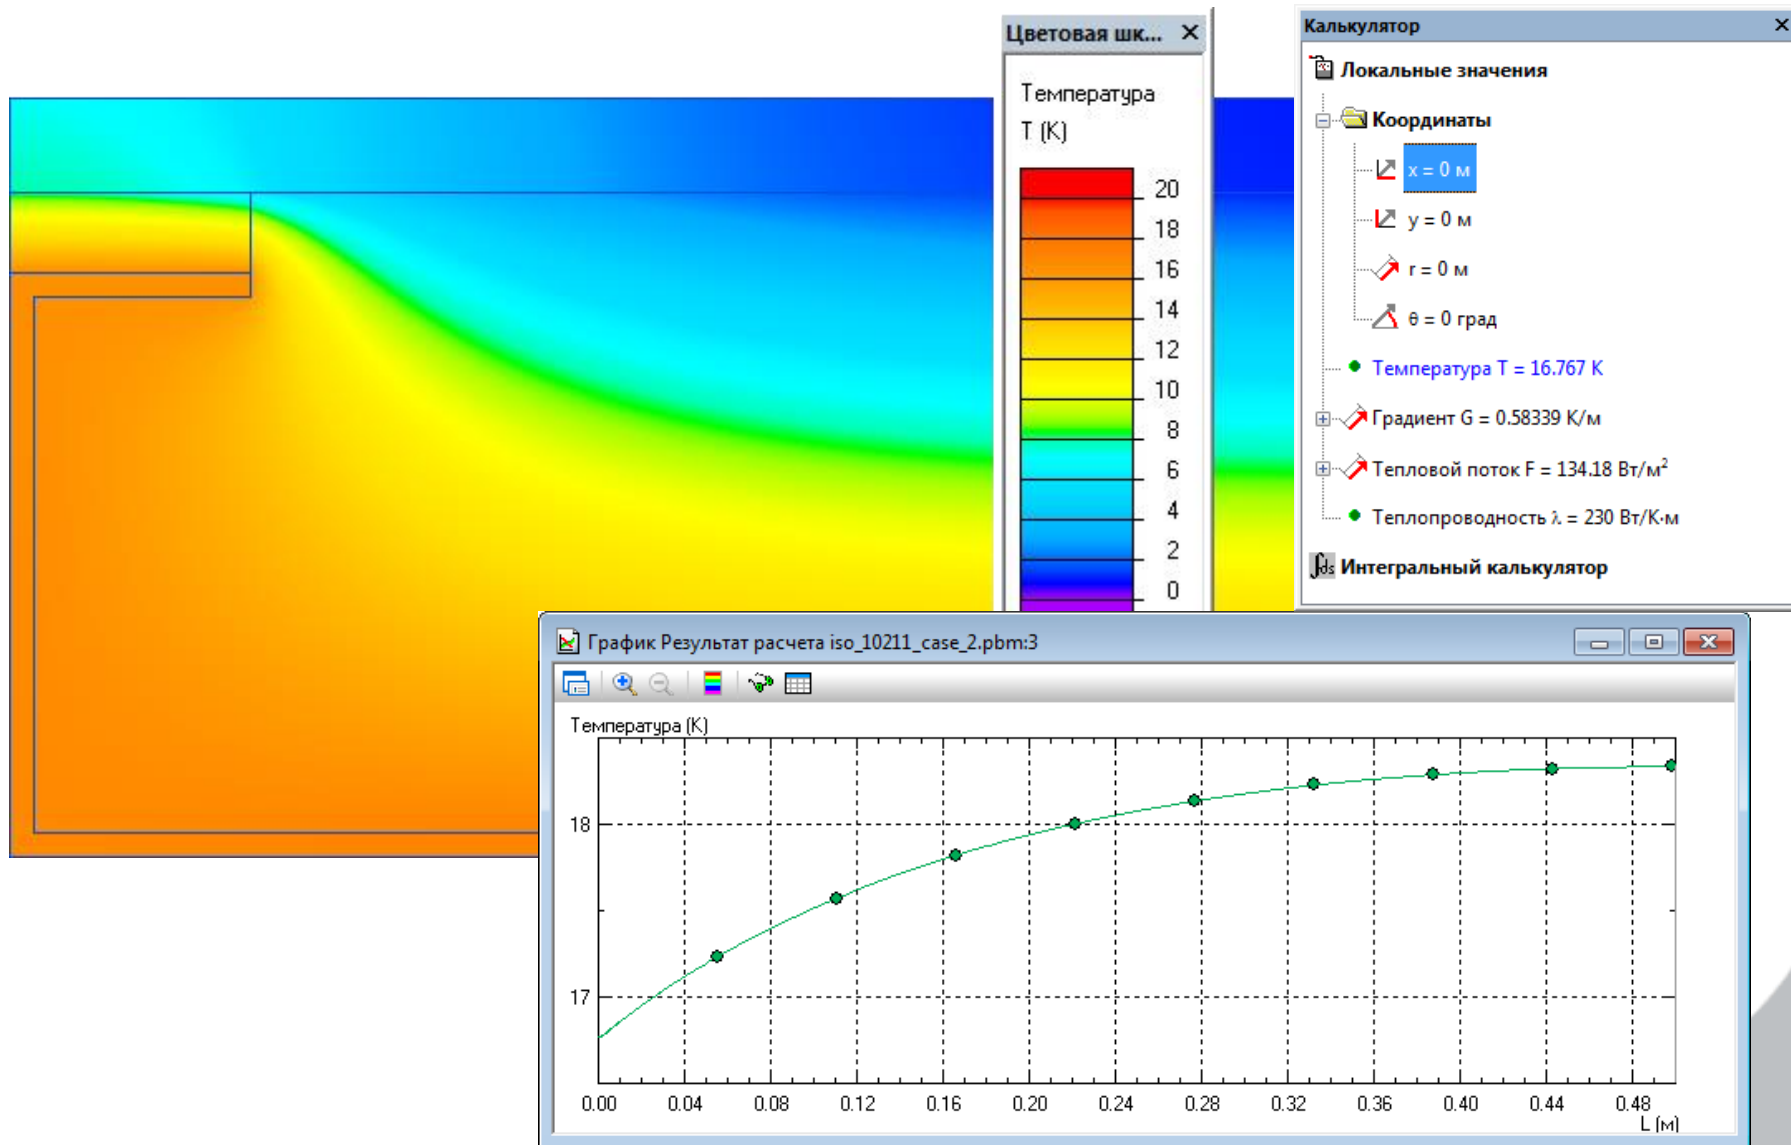 Цветовая шк...
Температура
T (K)
20
18
16
14
12
10
8
6
4
2
0
Калькулятор
Локальные значения
Координаты
x = 0 м
y = 0 м
r = 0 м
θ = 0 град
Температура T = 16.767 K
Градиент G = 0.58339 К/м
Тепловой поток F = 134.18 Вт/м²
Теплопроводность λ = 230 Вт/К·м
∫ds Интегральный калькулятор
График Результат расчета iso_10211_case_2.pbm:3
Температура (K)
18
17
0.00 0.04 0.08 0.12 0.16 0.20 0.24 0.28 0.32 0.36 0.40 0.44 0.48
L (м)